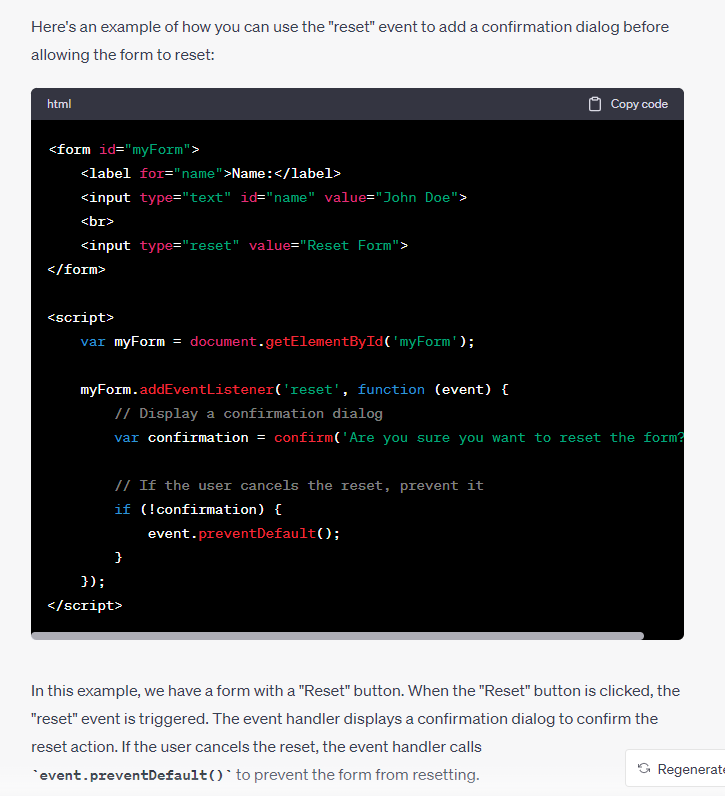 Here's an example of how you can use the "reset" event to add a confirmation dialog before
allowing the form to reset:
html
Copy code
<form id="myForm">
    <label for="name">Name:</label>
    <input type="text" id="name" value="John Doe">
    <br>
    <input type="reset" value="Reset Form">
</form>
<script>
    var myForm = document.getElementById('myForm');
    myForm.addEventListener('reset', function (event) {
        // Display a confirmation dialog
        var confirmation = confirm('Are you sure you want to reset the form?
        // If the user cancels the reset, prevent it
        if (!confirmation) {
            event.preventDefault();
        }
    });
</script>
In this example, we have a form with a "Reset" button. When the "Reset" button is clicked, the
"reset" event is triggered. The event handler displays a confirmation dialog to confirm the
reset action. If the user cancels the reset, the event handler calls
`event.preventDefault()` to prevent the form from resetting.
Regenerate